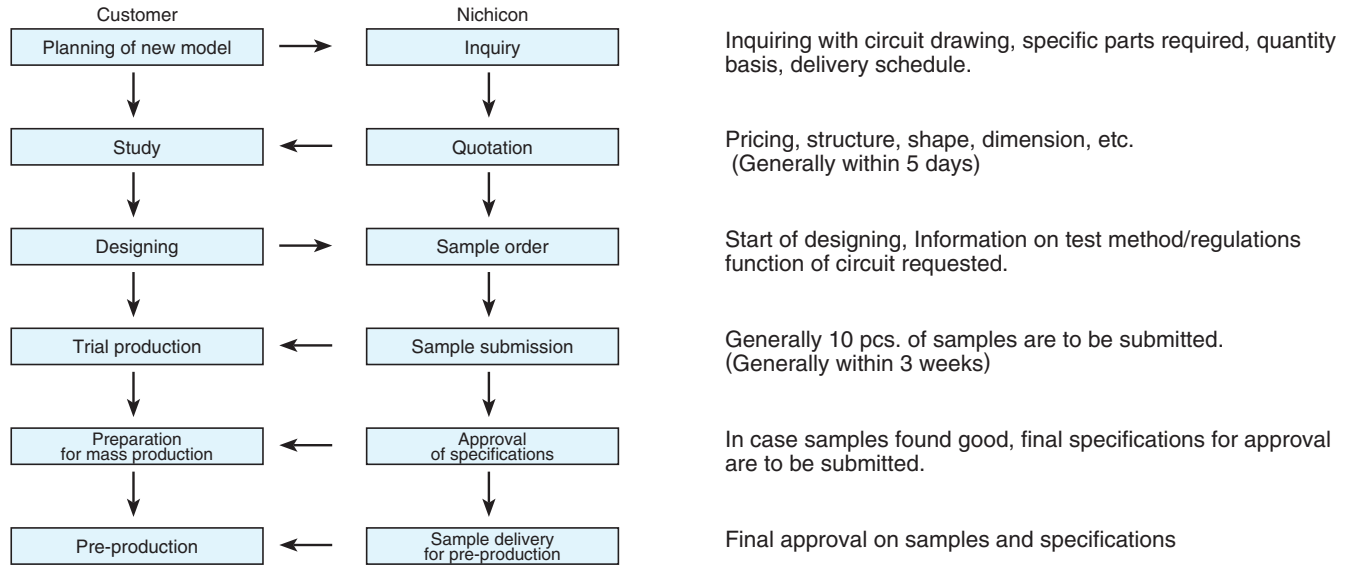 Customer
Nichicon
Planning of new model
Inquiry
Inquiring with circuit drawing, specific parts required, quantity
basis, delivery schedule.
Study
Quotation
Pricing, structure, shape, dimension, etc.
(Generally within 5 days)
Designing
Sample order
Start of designing, Information on test method/regulations
function of circuit requested.
Trial production
Sample submission
Generally 10 pcs. of samples are to be submitted.
(Generally within 3 weeks)
Preparation
for mass production
Approval
of specifications
In case samples found good, final specifications for approval
are to be submitted.
Pre-production
Sample delivery
for pre-production
Final approval on samples and specifications